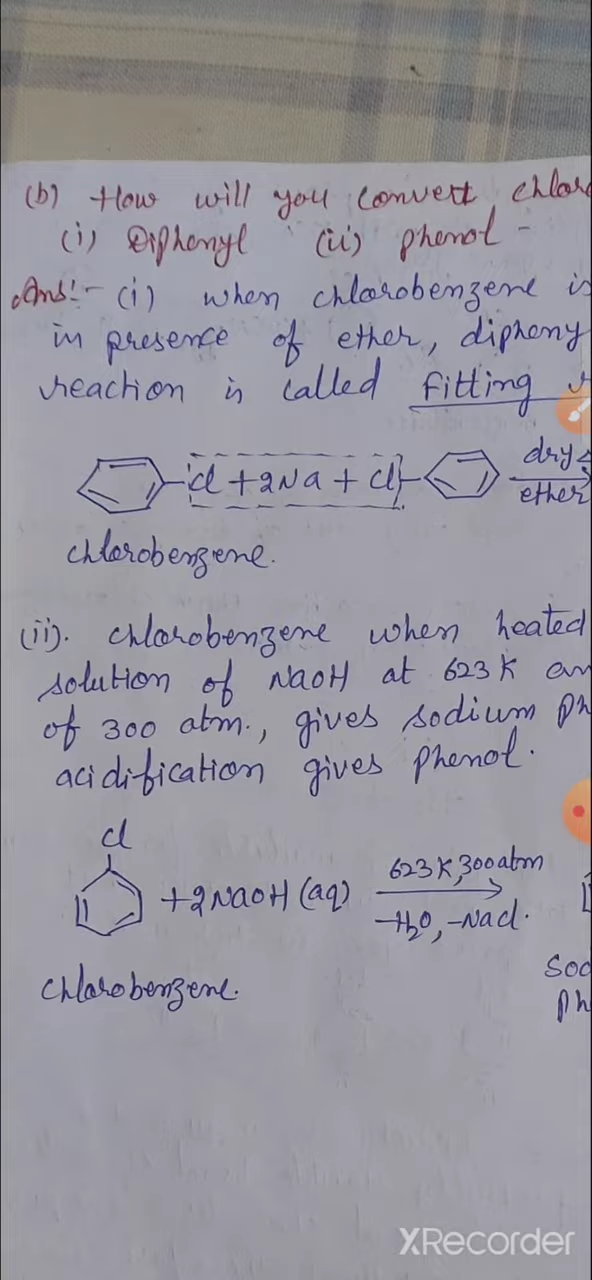 (b) How will you convert chloro
(i) Diphenyl (ii) phenol -
Ans:- (i) when chlorobenzene is
in presence of ether, dipheny
reaction is called Fitting
Cl + 2Na + Cl
dry
ether
chlorobenzene.
(ii). chlorobenzene when heated
solution of NaOH at 623 K an
of 300 atm., gives sodium ph
acidification gives phenol.
Cl
+ 2NaOH (aq)
623 K, 300 atm
-H₂O, -NaCl.
chlorobenzene.
Soc
Ph
XRecorder